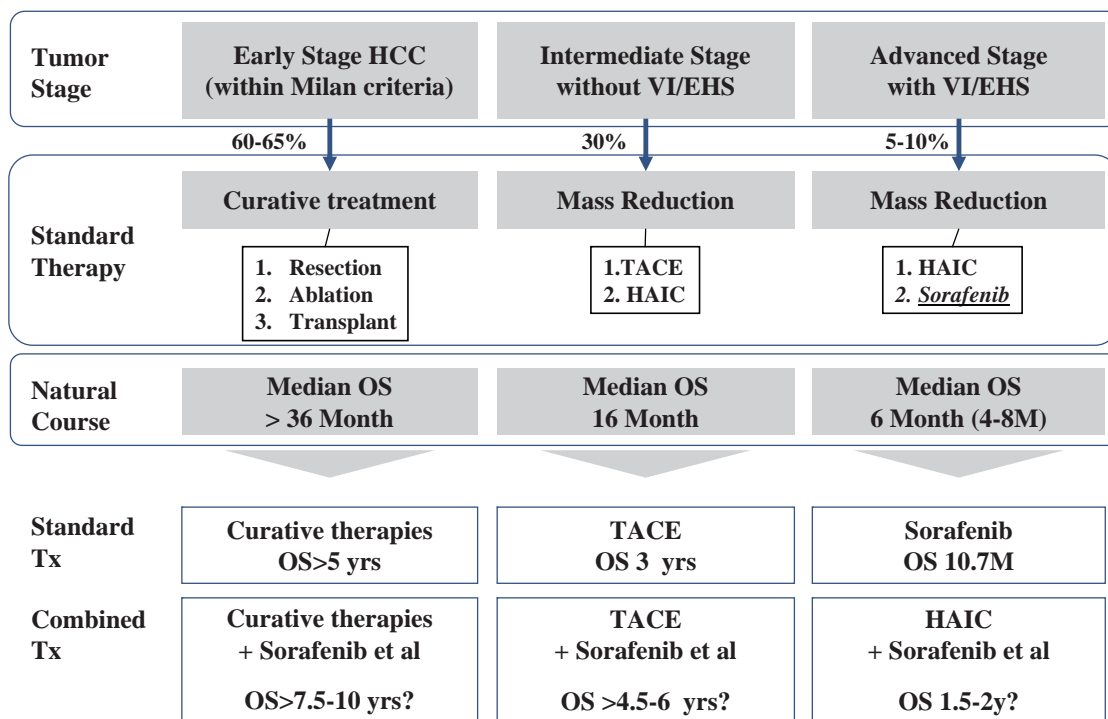 Tumor
Stage
Early Stage HCC
(within Milan criteria)
Intermediate Stage
without VI/EHS
Advanced Stage
with VI/EHS
60-65%
30%
5-10%
Standard
Therapy
Curative treatment
Mass Reduction
Mass Reduction
1. Resection
2. Ablation
3. Transplant
1.TACE
2. HAIC
1. HAIC
2. Sorafenib
Natural
Course
Median OS
> 36 Month
Median OS
16 Month
Median OS
6 Month (4-8M)
Standard
Tx
Curative therapies
OS>5 yrs
TACE
OS 3 yrs
Sorafenib
OS 10.7M
Combined
Tx
Curative therapies
+ Sorafenib et al
OS>7.5-10 yrs?
TACE
+ Sorafenib et al
OS >4.5-6 yrs?
HAIC
+ Sorafenib et al
OS 1.5-2y?